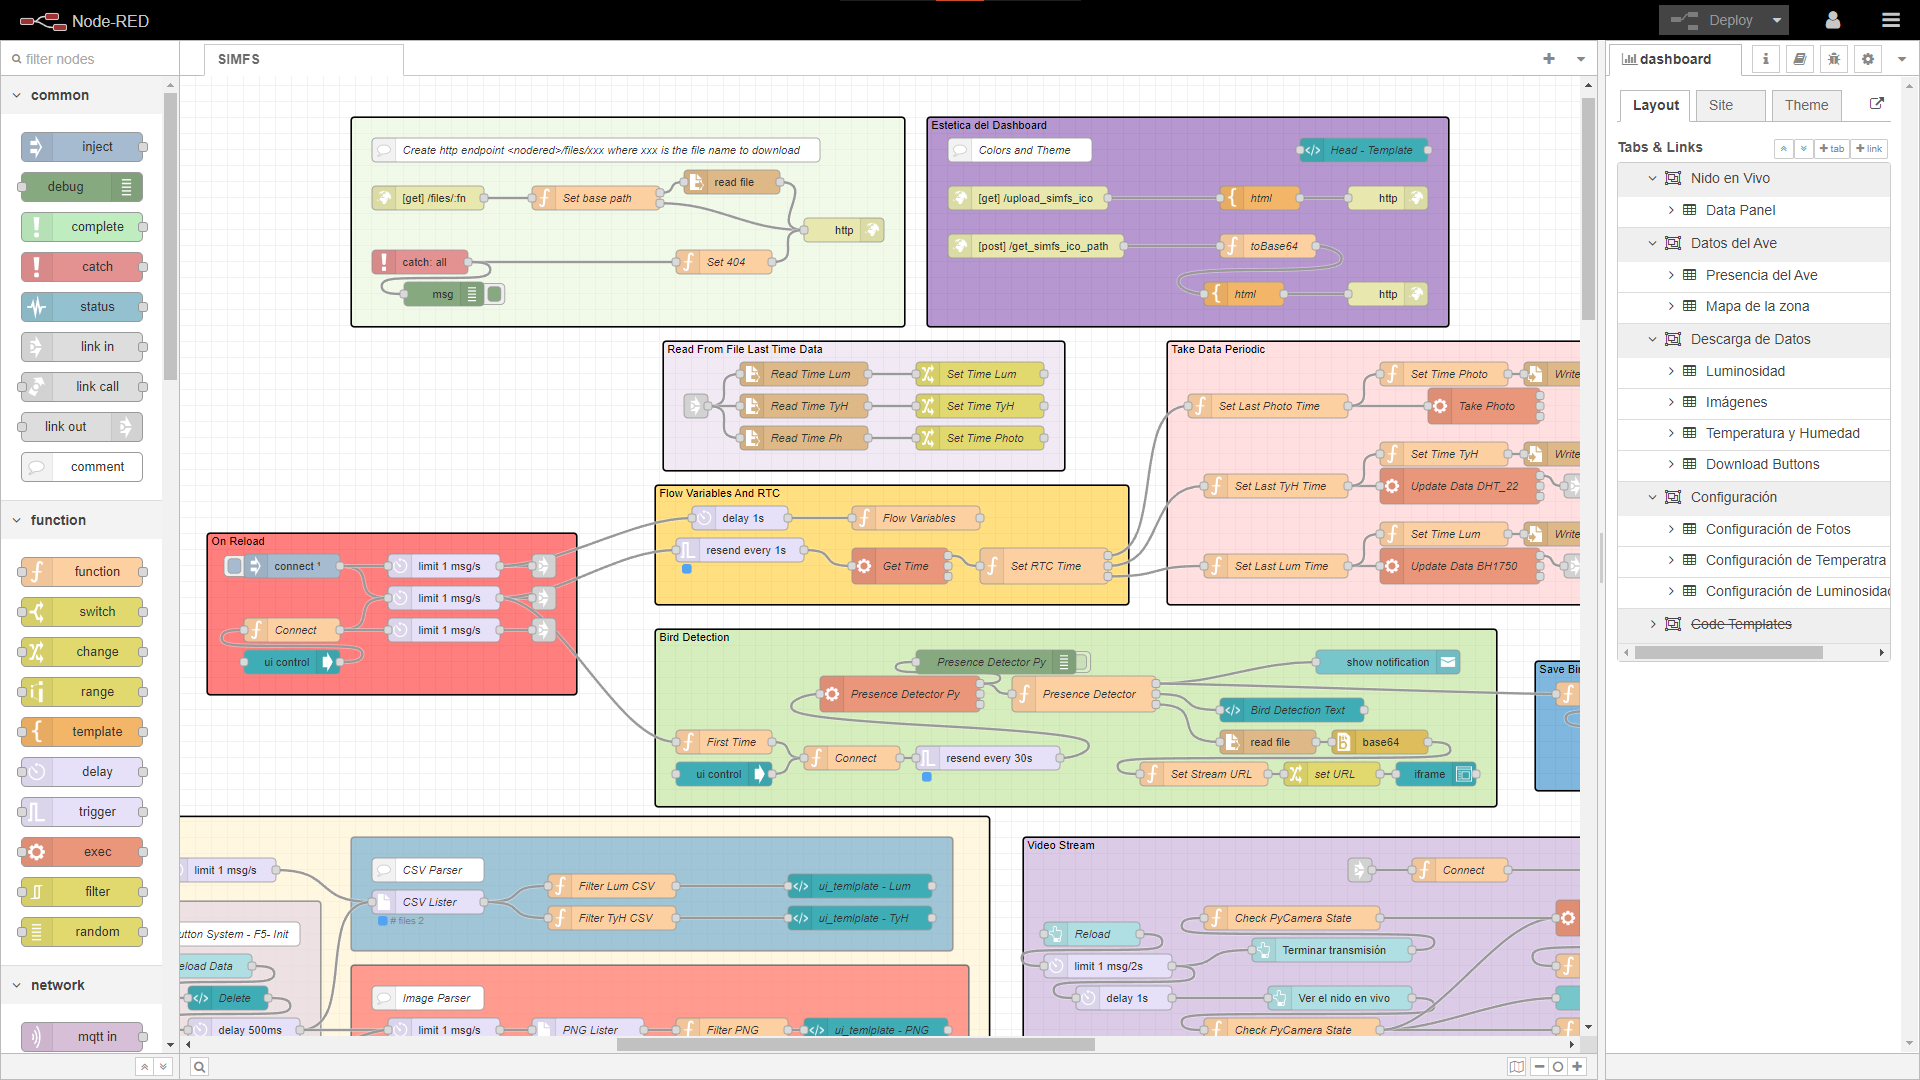 Node-RED
Deploy
filter nodes
common
inject
debug
complete
catch
status
link in
link call
link out
comment
function
function
switch
change
range
template
delay
trigger
exec
filter
random
network
mqtt in
SIMFS
Create http endpoint <nodered>/files/xxx where xxx is the file name to download
[get] /files/:fn
Set base path
read file
http
catch: all
Set 404
msg
Estetica del Dashboard
Colors and Theme
Head - Template
[get] /upload_simfs_ico
html
http
[post] /get_simfs_ico_path
toBase64
html
http
Read From File Last Time Data
Read Time Lum
Set Time Lum
Read Time TyH
Set Time TyH
Read Time Ph
Set Time Photo
Take Data Periodic
Set Time Photo
Write
Set Last Photo Time
Take Photo
Set Time TyH
Write
Set Last TyH Time
Update Data DHT_22
Set Time Lum
Write
Set Last Lum Time
Update Data BH1750
Flow Variables And RTC
delay 1s
Flow Variables
resend every 1s
Get Time
Set RTC Time
On Reload
connect ¹
limit 1 msg/s
limit 1 msg/s
Connect
limit 1 msg/s
ui control
Bird Detection
Presence Detector Py
show notification
Presence Detector Py
Presence Detector
Bird Detection Text
First Time
read file
base64
Connect
resend every 30s
ui control
Set Stream URL
set URL
iframe
Save Bir
limit 1 msg/s
CSV Parser
CSV Lister
# files 2
Filter Lum CSV
ui_temlplate - Lum
Filter TyH CSV
ui_temlplate - TyH
utton System - F5- Init
eload Data
Delete
delay 500ms
Image Parser
limit 1 msg/s
PNG Lister
Filter PNG
ui_temlplate - PNG
Video Stream
Connect
Reload
Check PyCamera State
Terminar transmisión
limit 1 msg/2s
delay 1s
Ver el nido en vivo
Check PyCamera State
dashboard
Layout
Site
Theme
Tabs & Links
tab
link
Nido en Vivo
Data Panel
Datos del Ave
Presencia del Ave
Mapa de la zona
Descarga de Datos
Luminosidad
Imágenes
Temperatura y Humedad
Download Buttons
Configuración
Configuración de Fotos
Configuración de Temperatra
Configuración de Luminosidad
Code Templates